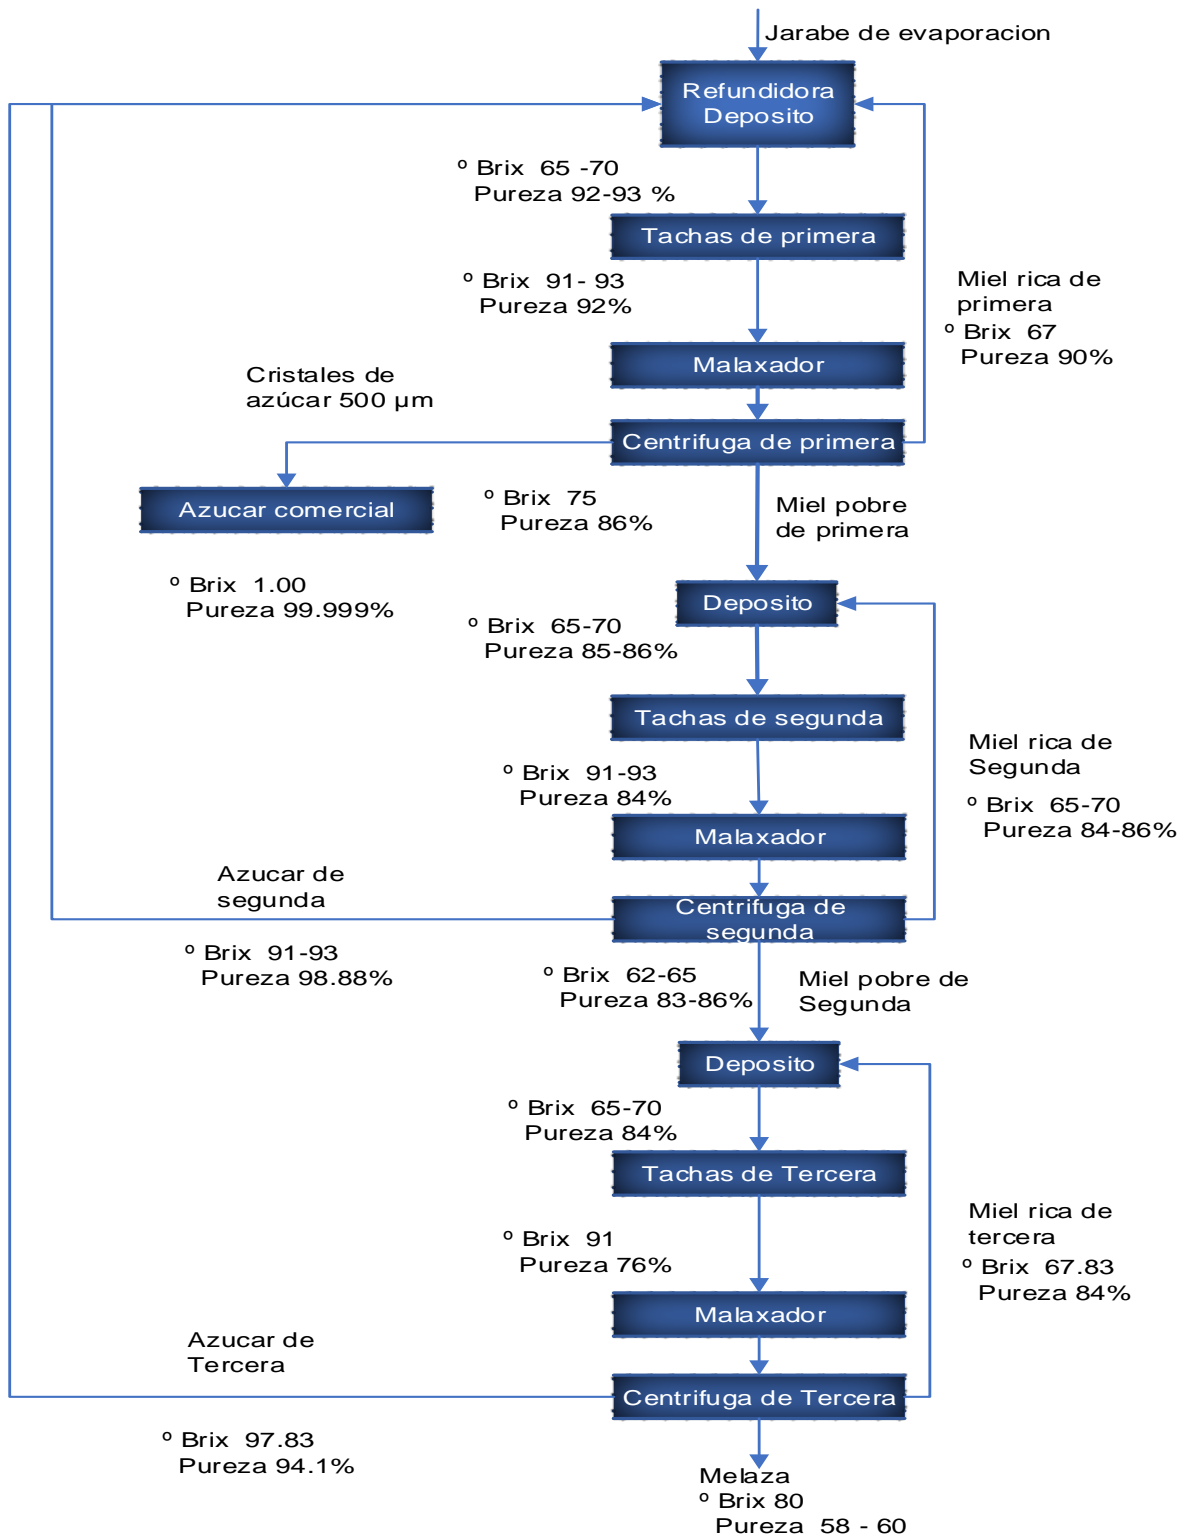 Jarabe de evaporacion
Refundidora
Deposito
º Brix 65 -70
Pureza 92-93 %
Tachas de primera
º Brix 91- 93
Pureza 92%
Miel rica de
primera
º Brix 67
Pureza 90%
Malaxador
Cristales de
azúcar 500 µm
Centrifuga de primera
Azucar comercial
º Brix 75
Pureza 86%
Miel pobre
de primera
º Brix 1.00
Pureza 99.999%
Deposito
º Brix 65-70
Pureza 85-86%
Tachas de segunda
Miel rica de
Segunda
º Brix 65-70
Pureza 84-86%
º Brix 91-93
Pureza 84%
Malaxador
Azucar de
segunda
Centrifuga de
segunda
º Brix 91-93
Pureza 98.88%
º Brix 62-65
Pureza 83-86%
Miel pobre de
Segunda
Deposito
º Brix 65-70
Pureza 84%
Tachas de Tercera
Miel rica de
tercera
º Brix 67.83
Pureza 84%
º Brix 91
Pureza 76%
Malaxador
Azucar de
Tercera
Centrifuga de Tercera
º Brix 97.83
Pureza 94.1%
Melaza
º Brix 80
Pureza 58 - 60